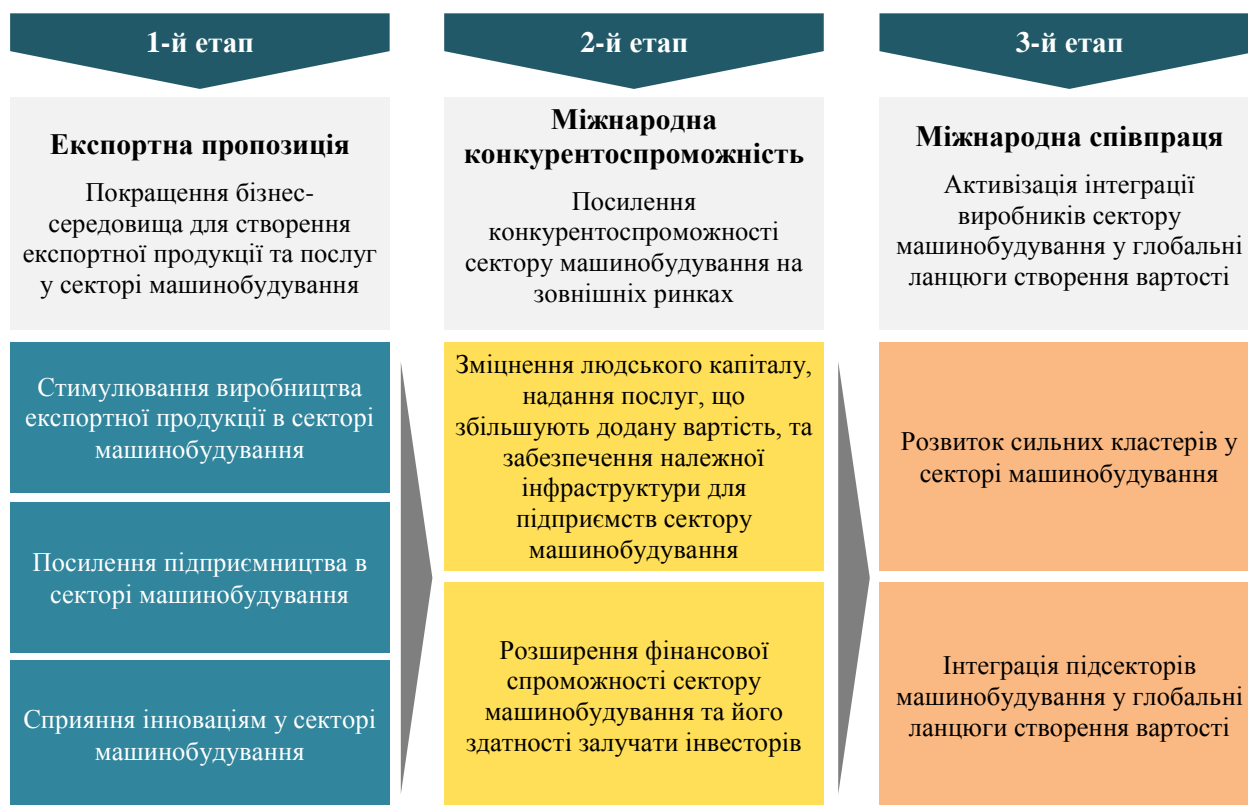 1-й етап
2-й етап
3-й етап
Експортна пропозиція
Покращення бізнес-
середовища для створення
експортної продукції та послуг
у секторі машинобудування
Міжнародна
конкурентоспроможність
Посилення
конкурентоспроможності
сектору машинобудування на
зовнішніх ринках
Міжнародна співпраця
Активізація інтеграції
виробників сектору
машинобудування у глобальні
ланцюги створення вартості
Стимулювання виробництва
експортної продукції в секторі
машинобудування
Посилення підприємництва в
секторі машинобудування
Сприяння інноваціям у секторі
машинобудування
Зміцнення людського капіталу,
надання послуг, що
збільшують додану вартість, та
забезпечення належної
інфраструктури для
підприємств сектору
машинобудування
Розширення фінансової
спроможності сектору
машинобудування та його
здатності залучати інвесторів
Розвиток сильних кластерів у
секторі машинобудування
Інтеграція підсекторів
машинобудування у глобальні
ланцюги створення вартості